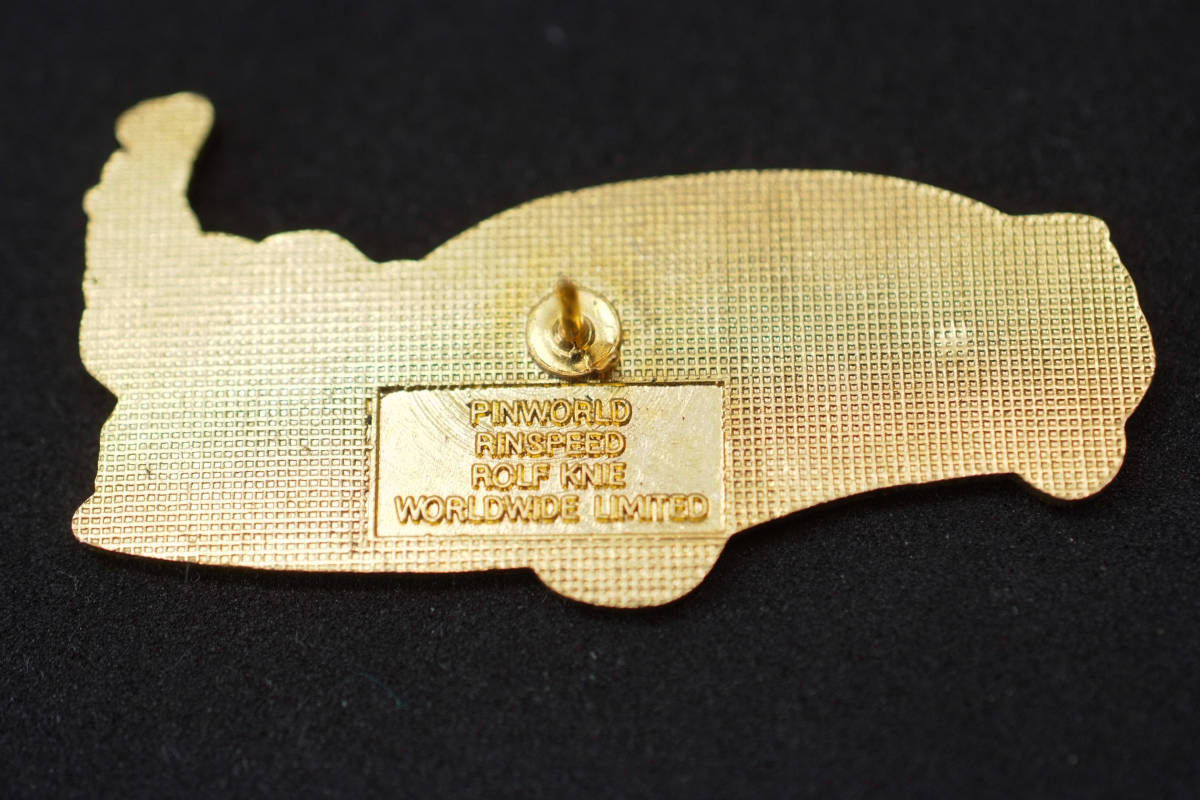 PINWORLD
RINSPEED
ROLF KNIE
WORLDWIDE LIMITED